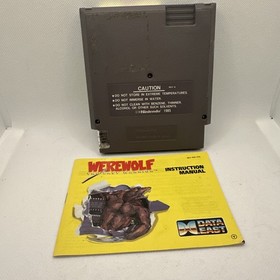 CAUTION
•DO NOT STORE IN EXTREME TEMPERATURES.
•DO NOT IMMERSE IN WATER.
•DO NOT CLEAN WITH BENZENE, THINNER,
ALCOHOL OR OTHER SUCH SOLVENTS.
©Nintendo 1985
WEREWOLF
INSTRUCTION
MANUAL
DATA
EAST